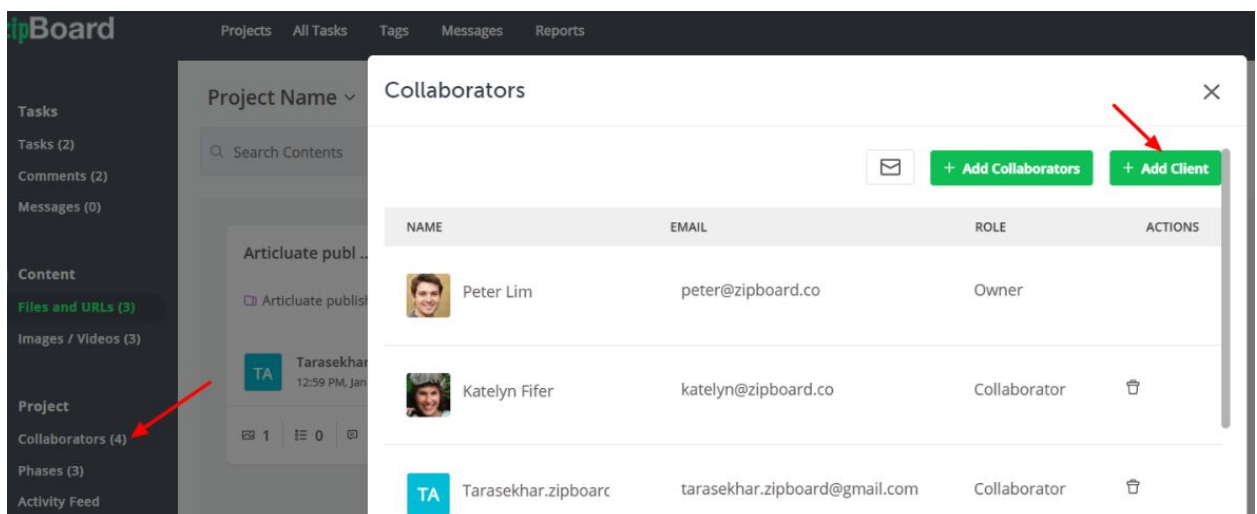 zipBoard
Projects All Tasks Tags Messages Reports
Tasks
Tasks (2)
Comments (2)
Messages (0)
Content
Files and URLs (3)
Images / Videos (3)
Project
Collaborators (4)
Phases (3)
Activity Feed
Project Name
Search Contents
Articluate publ ..
Articluate publish
TA
Tarasekhar
12:59 PM, Jan
1 0
Collaborators
+ Add Collaborators + Add Client
NAME EMAIL ROLE ACTIONS
Peter Lim peter@zipboard.co Owner
Katelyn Fifer katelyn@zipboard.co Collaborator
TA Tarasekhar.zipboard tarasekhar.zipboard@gmail.com Collaborator